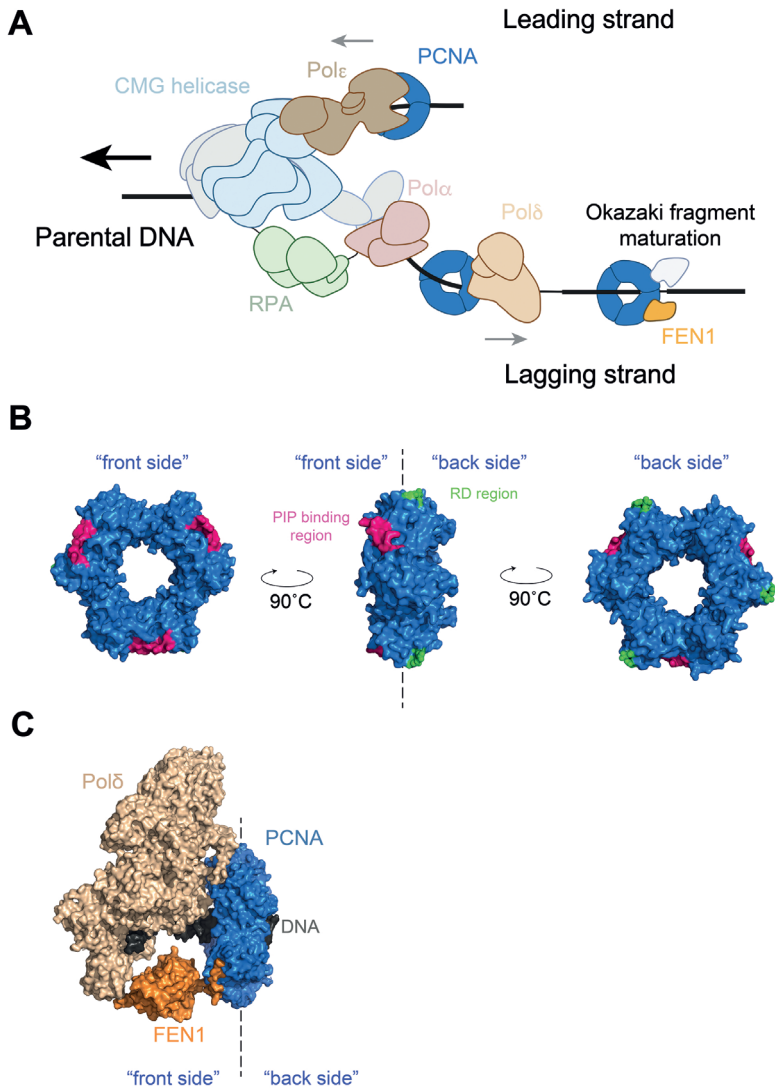 A
Leading strand
Polε
PCNA
CMG helicase
Polα
Polδ
Okazaki fragment
maturation
Parental DNA
RPA
FEN1
Lagging strand
B
“front side”
“front side”
“back side”
“back side”
RD region
PIP binding
region
90˚C
90˚C
C
Polδ
PCNA
DNA
FEN1
“front side”
“back side”